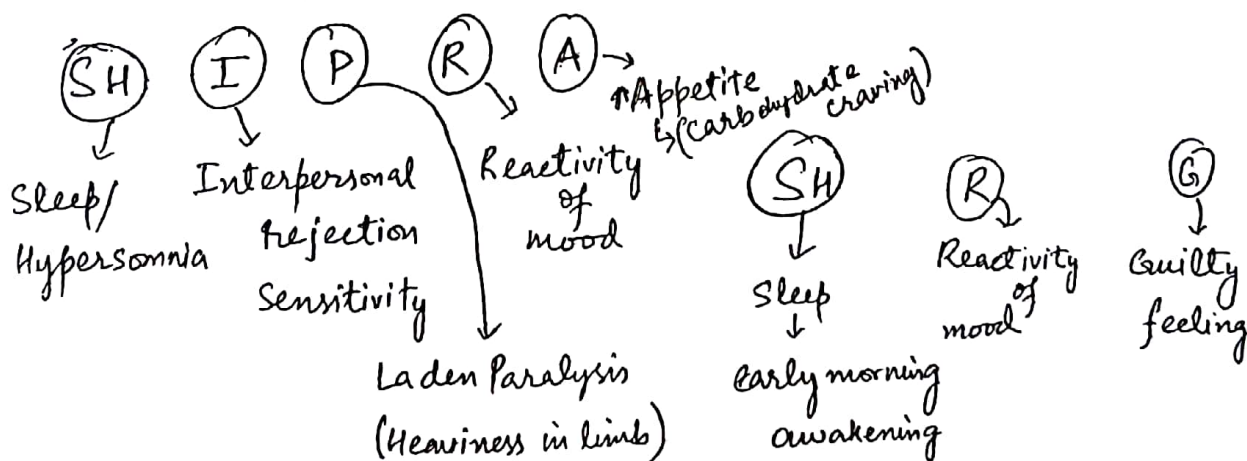 SH I P R A
↑Appetite
↳(Carbohydrate
craving)
Sleep/
Hypersomnia
Interpersonal
rejection
Sensitivity
Reactivity
of
mood
Laden Paralysis
(Heaviness in limb)
SH R G
Sleep
↓
Early morning
awakening
Reactivity
of
mood
Guilty
feeling